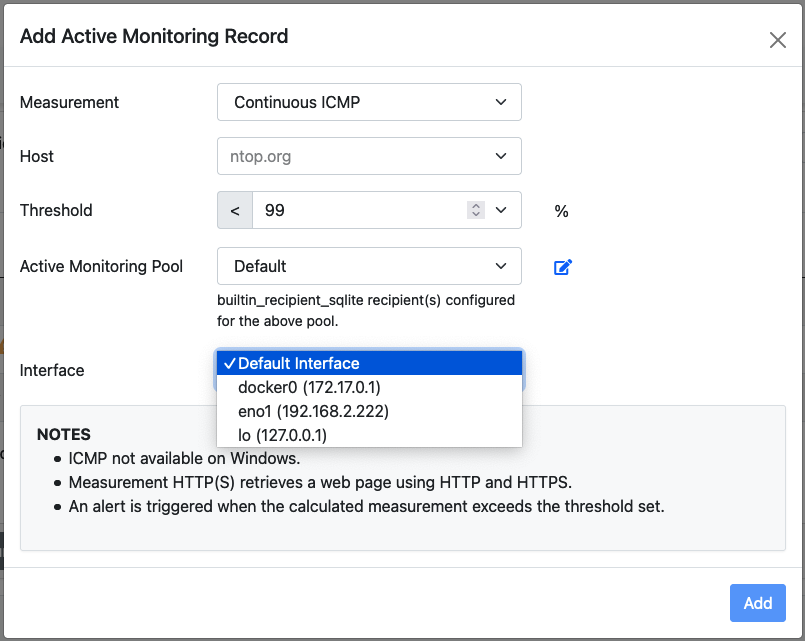 Add Active Monitoring Record
Measurement
Continuous ICMP
Host
ntop.org
Threshold
<
99
%
Active Monitoring Pool
Default
builtin_recipient_sqlite recipient(s) configured
for the above pool.
Interface
✓Default Interface
docker0 (172.17.0.1)
eno1 (192.168.2.222)
lo (127.0.0.1)
NOTES
• ICMP not available on Windows.
• Measurement HTTP(S) retrieves a web page using HTTP and HTTPS.
• An alert is triggered when the calculated measurement exceeds the threshold set.
Add